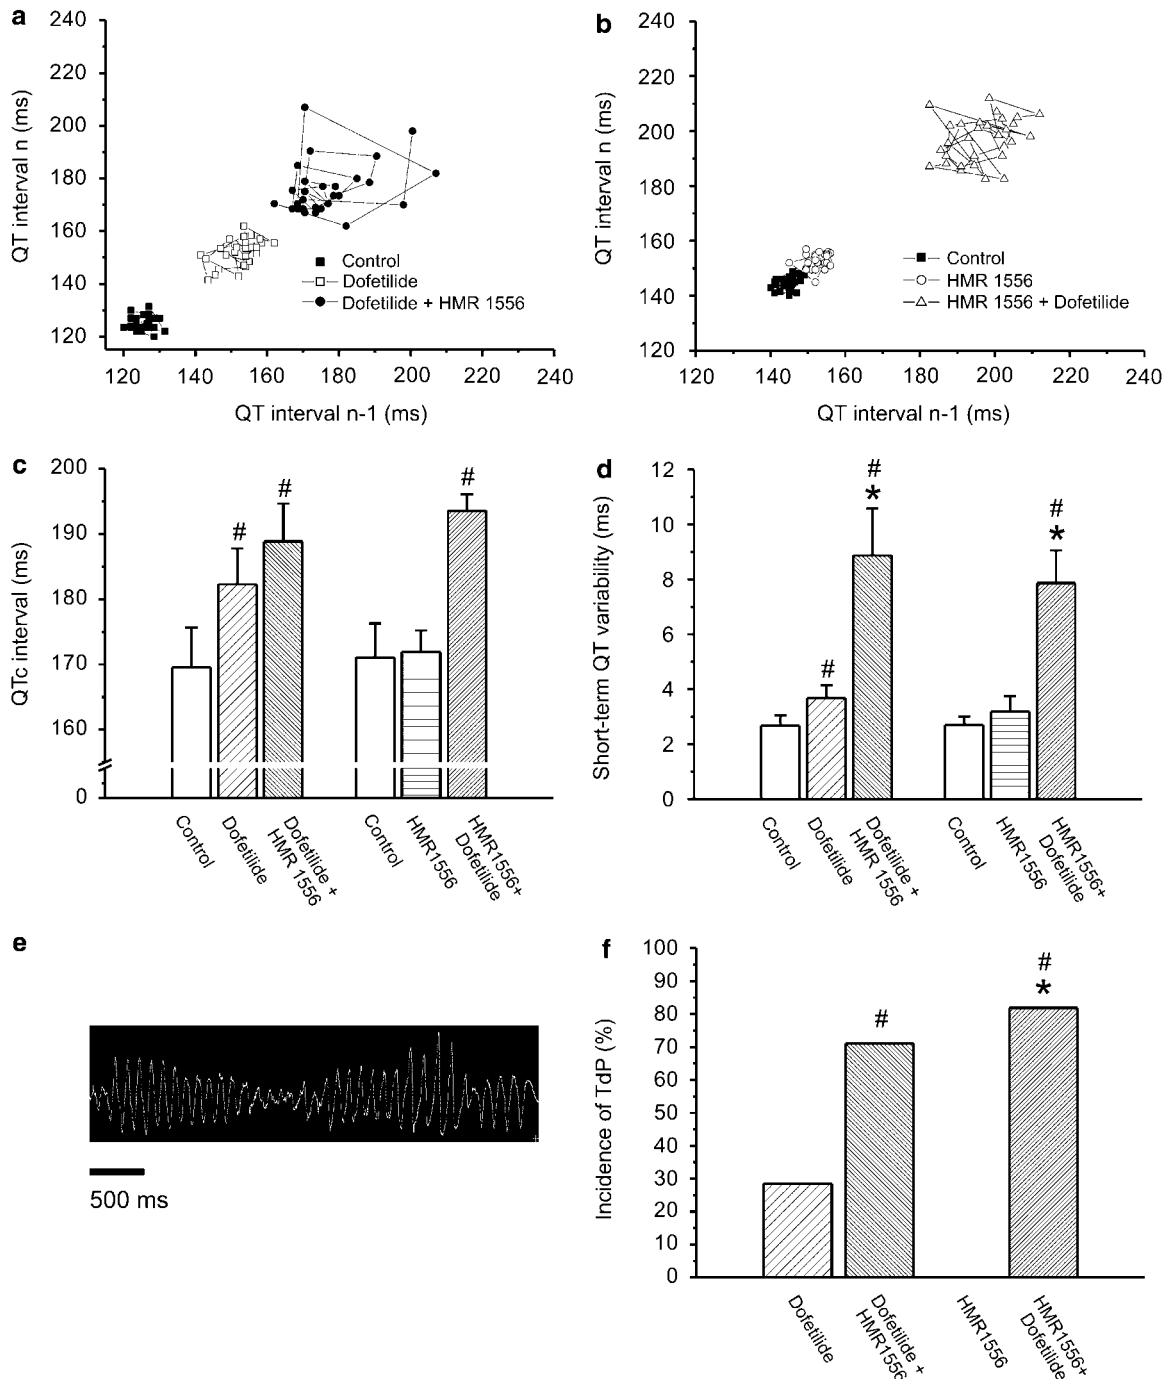 a
240
220
200
180
160
140
120
QT interval n (ms)
Control
Dofetilide
Dofetilide + HMR 1556
120 140 160 180 200 220 240
QT interval n-1 (ms)
b
240
220
200
180
160
140
120
QT interval n (ms)
Control
HMR 1556
HMR 1556 + Dofetilide
120 140 160 180 200 220 240
QT interval n-1 (ms)
c
200
190
180
170
160
0
QTc interval (ms)
#
#
#
Control
Dofetilide
Dofetilide +
HMR 1556
Control
HMR1556
HMR1556+
Dofetilide
d
12
10
8
6
4
2
0
Short-term QT variability (ms)
#
#
*
#
*
Control
Dofetilide
Dofetilide +
HMR 1556
Control
HMR1556
HMR1556+
Dofetilide
e
500 ms
f
100
90
80
70
60
50
40
30
20
10
0
Incidence of TdP (%)
#
#
*
Dofetilide
Dofetilide +
HMR1556
HMR1556
HMR1556+
Dofetilide